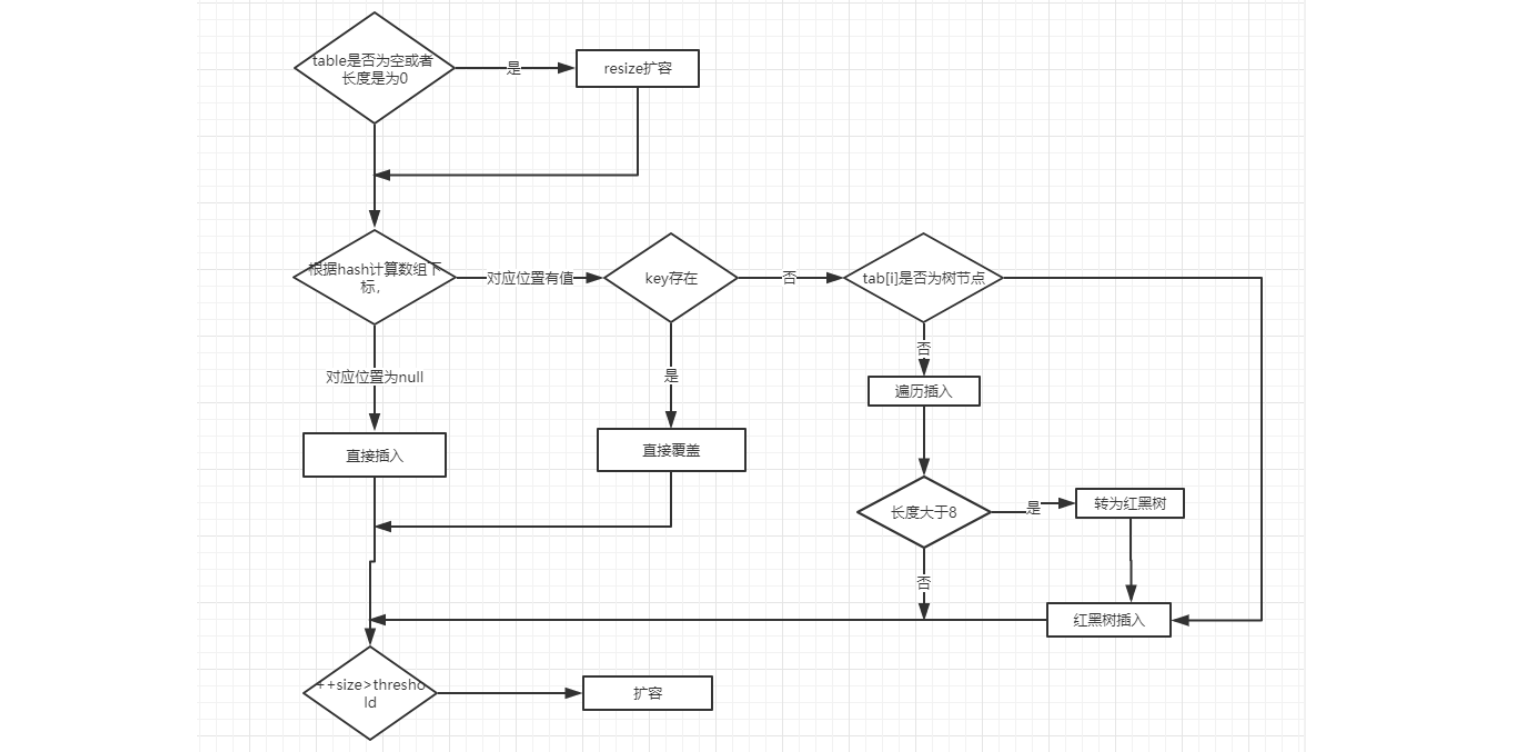 table是否为空或者
长度是为0
是
resize扩容
根据hash计算数组下
标，
对应位置有值
key存在
否
tab[i]是否为树节点
否
遍历插入
对应位置为null
是
直接插入
直接覆盖
长度大于8
是
转为红黑树
否
红黑树插入
++size>thresho
ld
扩容